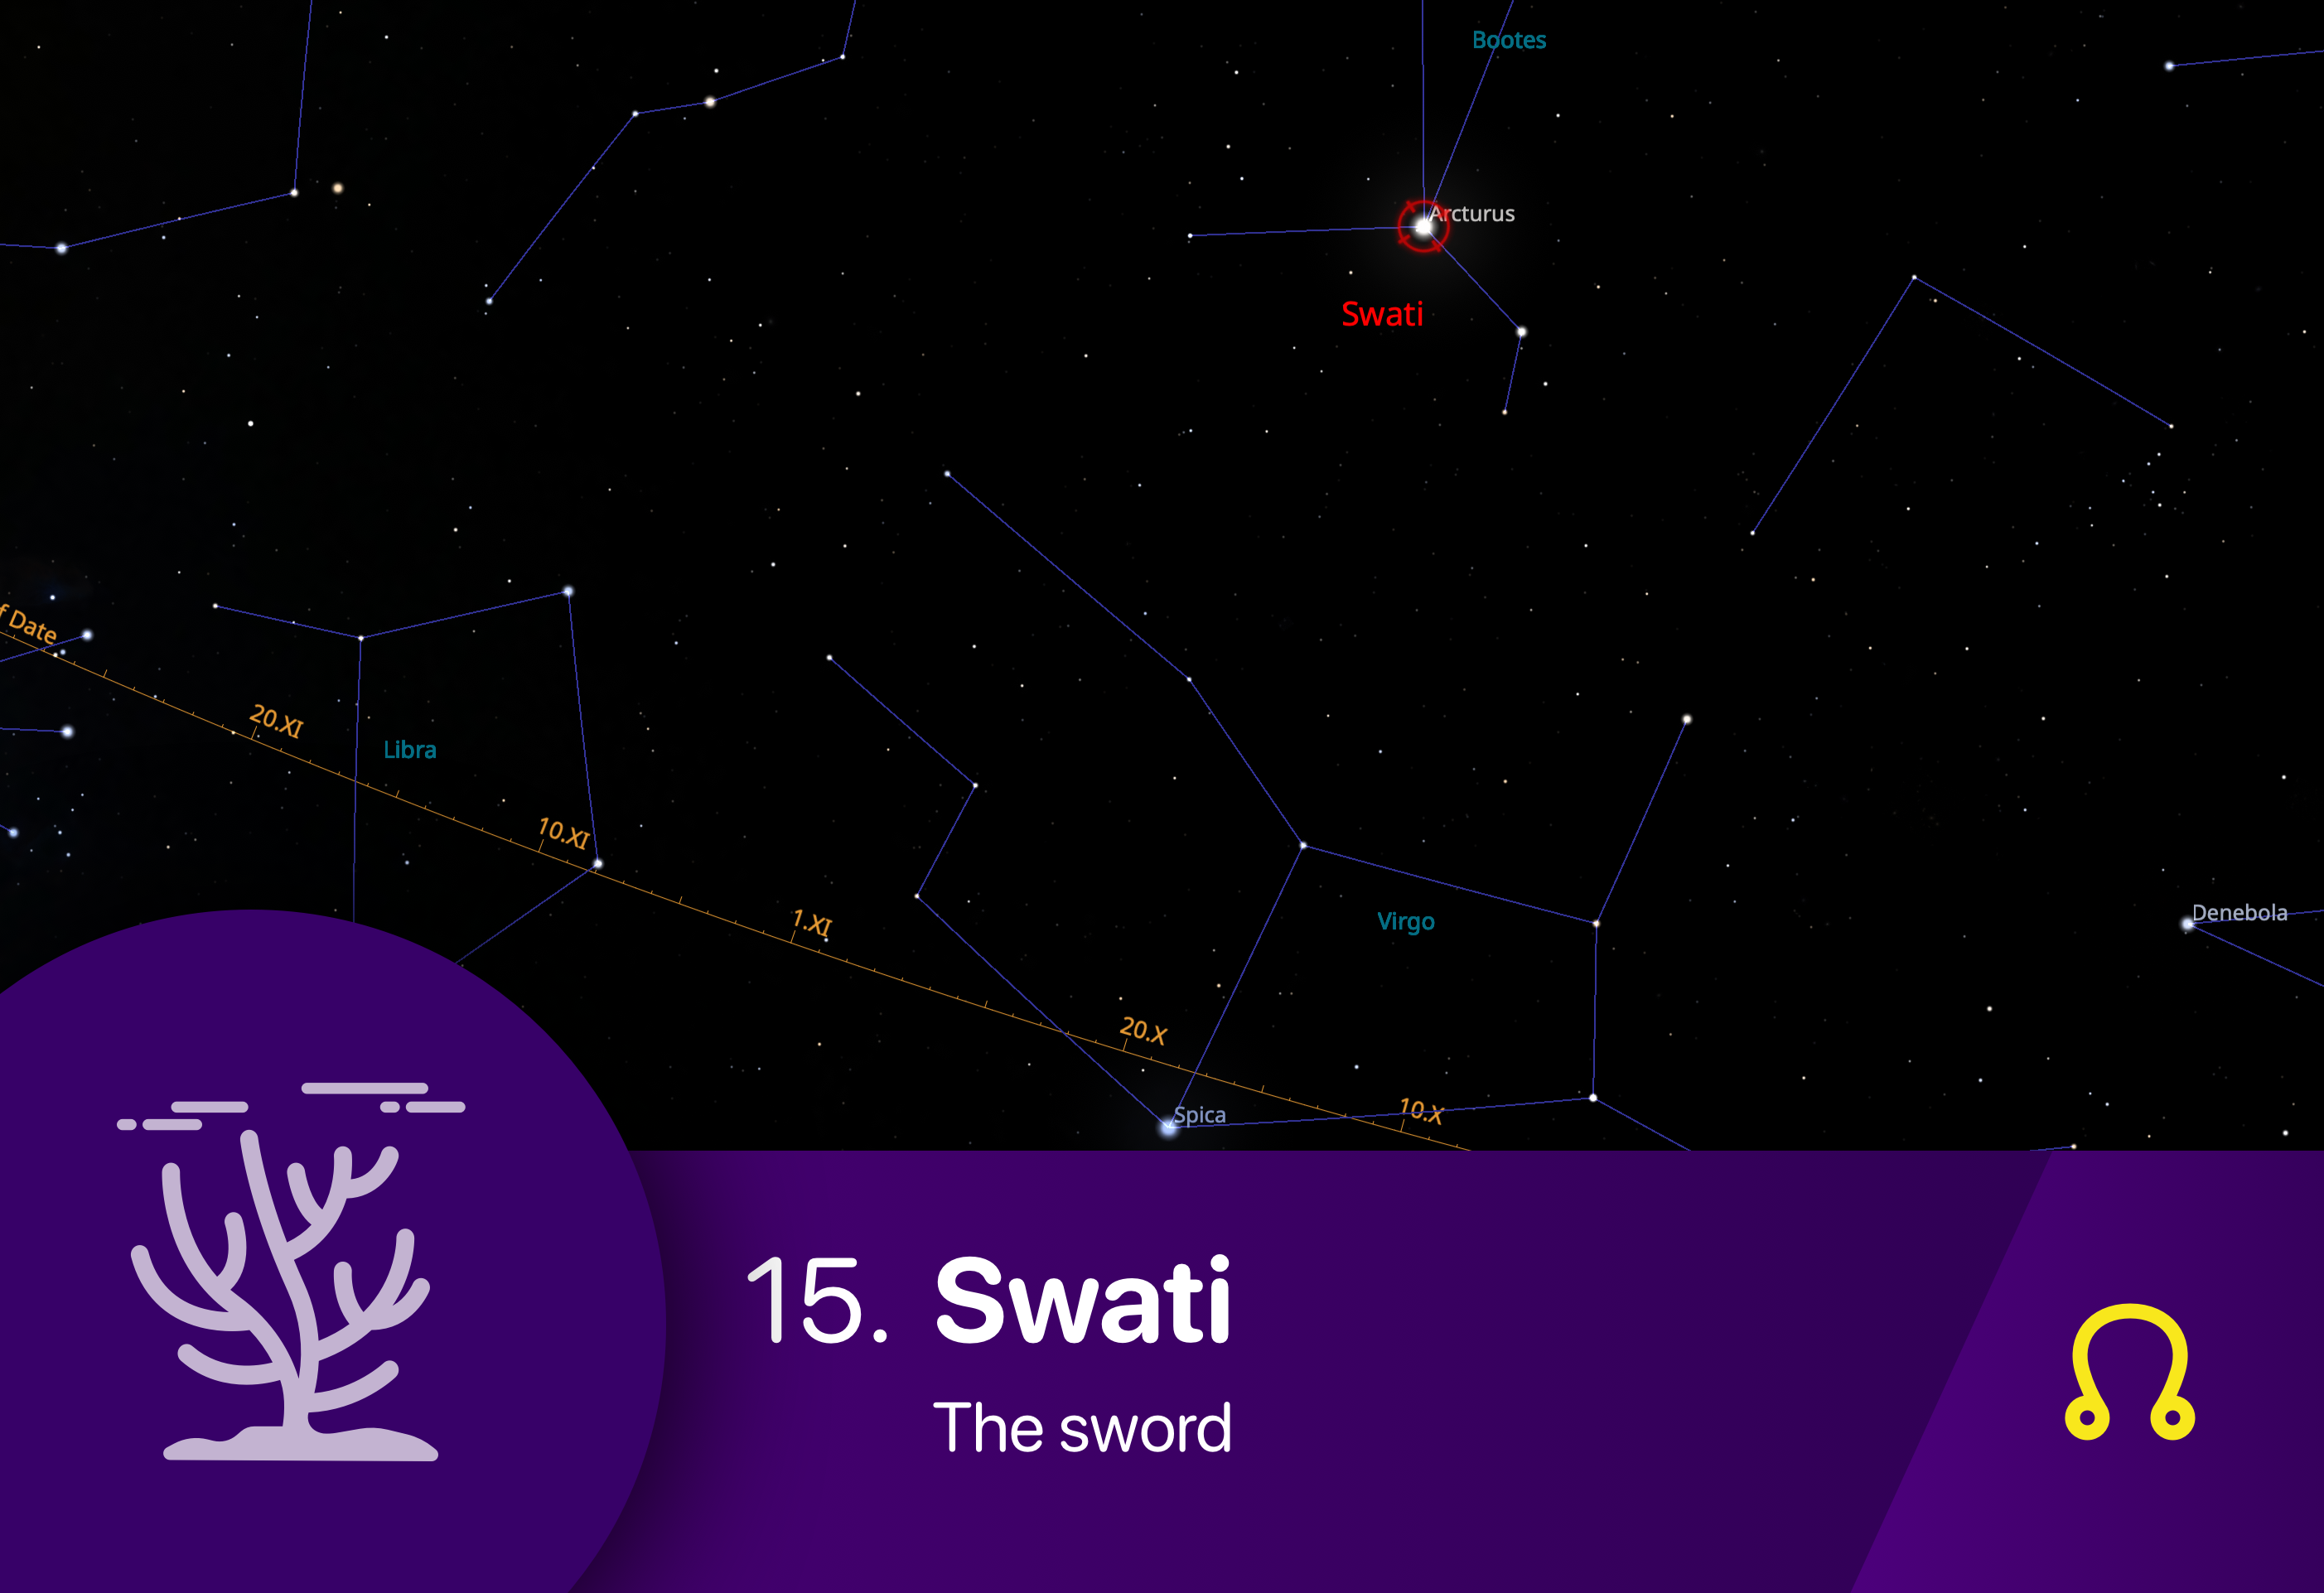 Bootes
Arcturus
Swati
f Date
20.XI
Libra
10.XI
1.XI
Virgo
Denebola
20.X
10.X
Spica
15. Swati
The sword